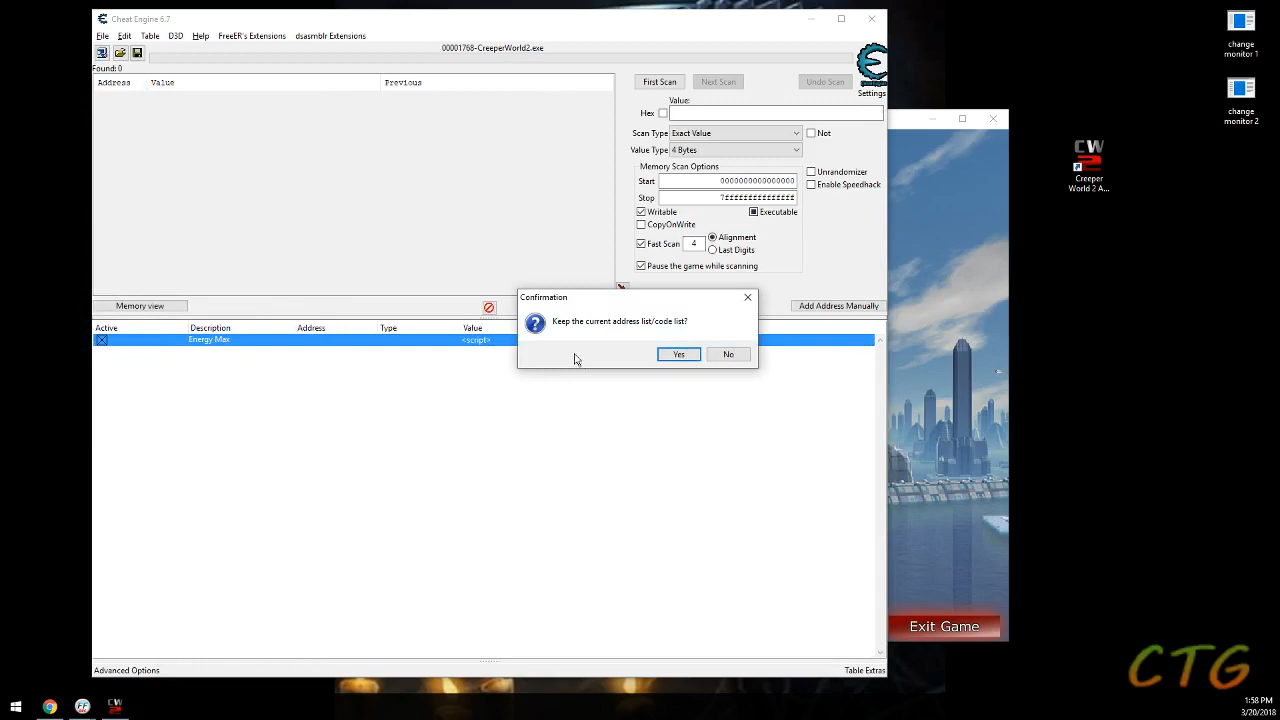 Cheat Engine 6.7
File Edit Table D3D Help FreeER's Extensions dsasmblr Extensions
00001768-CreeperWorld2.exe
Found: 0
Address Value Previous
First Scan Next Scan Undo Scan
Settings
Value:
Hex
Scan Type Exact Value Not
Value Type 4 Bytes
Memory Scan Options
Start 0000000000000000
Stop 7fffffffffffffff
Unrandomizer
Enable Speedhack
Writable Executable
CopyOnWrite
Fast Scan 4 Alignment
Last Digits
Pause the game while scanning
Memory view
Add Address Manually
Confirmation
Keep the current address list/code list?
Yes No
Active Description Address Type Value
Energy Max <script>
Advanced Options
Table Extras
Exit Game
change
monitor 1
change
monitor 2
CW
2
Creeper
World 2 A...
CTG
1:58 PM
3/20/2018